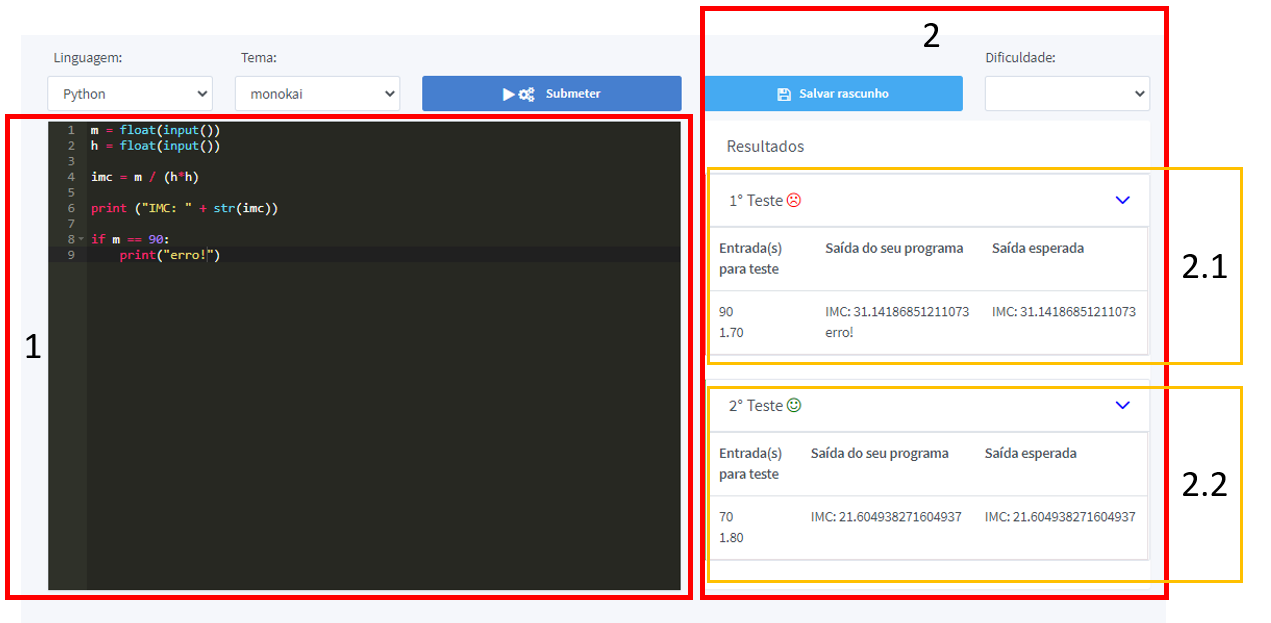 2
Linguagem:
Tema:
Dificuldade:
Python
monokai
Submeter
Salvar rascunho
1
1 m = float(input())
2 h = float(input())
3
4 imc = m / (h*h)
5
6 print ("IMC: " + str(imc))
7
8 if m == 90:
9     print("erro!")
Resultados
1° Teste
Entrada(s) para teste
Saída do seu programa
Saída esperada
90
1.70
IMC: 31.14186851211073
erro!
IMC: 31.14186851211073
2.1
2° Teste
Entrada(s) para teste
Saída do seu programa
Saída esperada
70
1.80
IMC: 21.604938271604937
IMC: 21.604938271604937
2.2